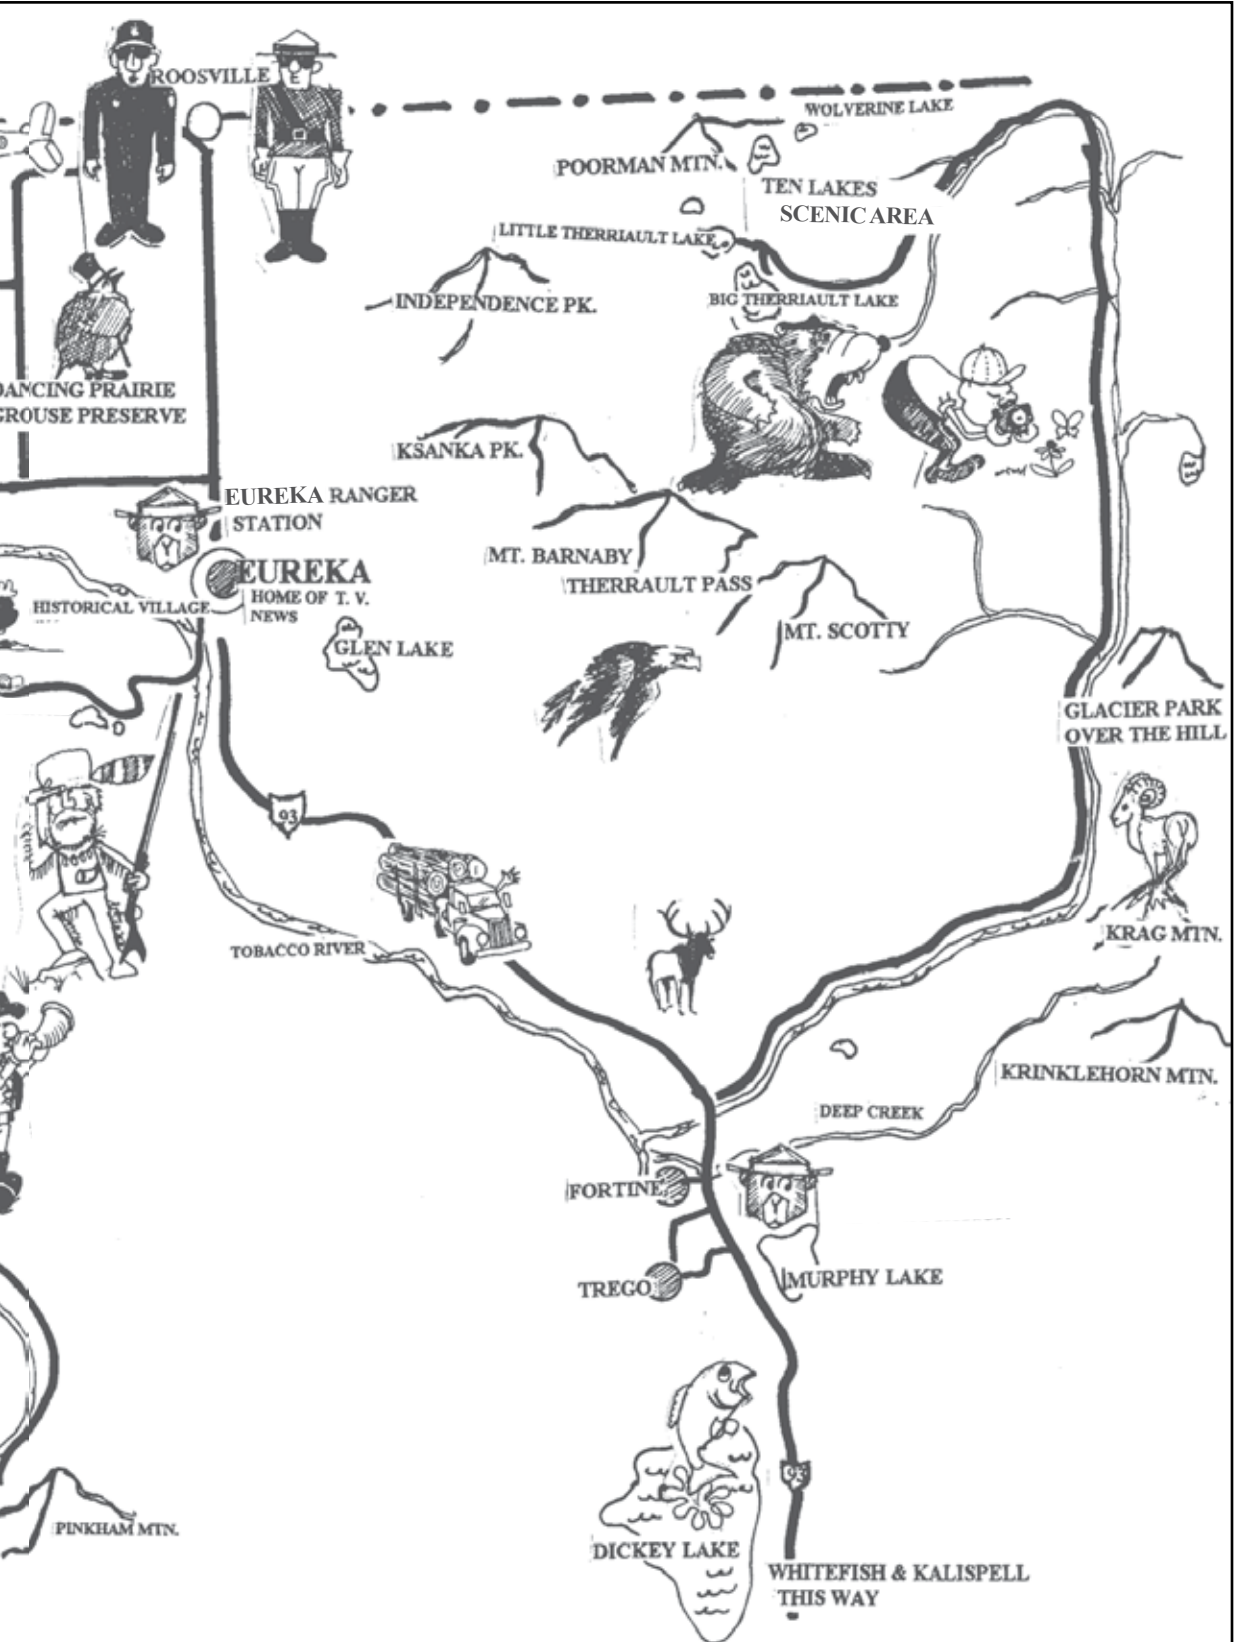 ROOSVILLE
WOLVERINE LAKE
POORMAN MTN.
TEN LAKES
SCENIC AREA
LITTLE THERRIAULT LAKE
INDEPENDENCE PK.
BIG THERRIAULT LAKE
DANCING PRAIRIE
GROUSE PRESERVE
KSANKA PK.
EUREKA RANGER
STATION
MT. BARNABY
THERRAULT PASS
EUREKA
HOME OF T. V.
NEWS
HISTORICAL VILLAGE
GLEN LAKE
MT. SCOTTY
GLACIER PARK
OVER THE HILL
93
TOBACCO RIVER
KRAG MTN.
KRINKLEHORN MTN.
DEEP CREEK
FORTINE
TREGO
MURPHY LAKE
93
PINKHAM MTN.
DICKEY LAKE
WHITEFISH & KALISPELL
THIS WAY